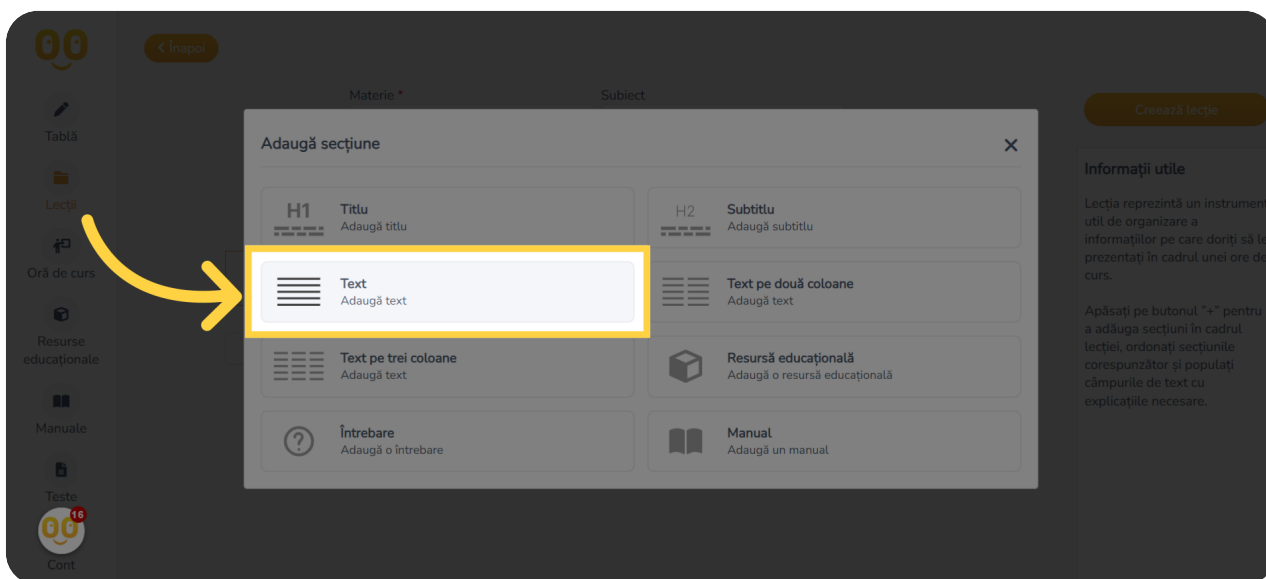 < Înapoi
Materie *
Subiect
Tablă
Lecții
Oră de curs
Resurse
educaționale
Manuale
Teste
16
Cont
Adaugă secțiune
H1
Titlu
Adaugă titlu
H2
Subtitlu
Adaugă subtitlu
Text
Adaugă text
Text pe două coloane
Adaugă text
Text pe trei coloane
Adaugă text
Resursă educațională
Adaugă o resursă educațională
Întrebare
Adaugă o întrebare
Manual
Adaugă un manual
Creează lecție
Informații utile
Lecția reprezintă un instrument
util de organizare a
informațiilor pe care doriți să le
prezentați în cadrul unei ore de
curs.
Apăsați pe butonul "+" pentru
a adăuga secțiuni în cadrul
lecției, ordonați secțiunile
corespunzător și populați
câmpurile de text cu
explicațiile necesare.